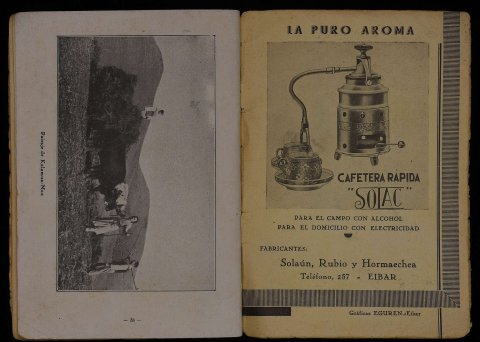 LA PURO AROMA
CAFETERA RAPIDA
"SOLAC"
PARA EL CAMPO CON ALCOHOL
PARA EL DOMICILIO CON ELECTRICIDAD
FABRICANTES:
Solaún, Rubio y Hormaechea
Teléfono, 257 - EIBAR
Gráficas EGUREN.-Eibar